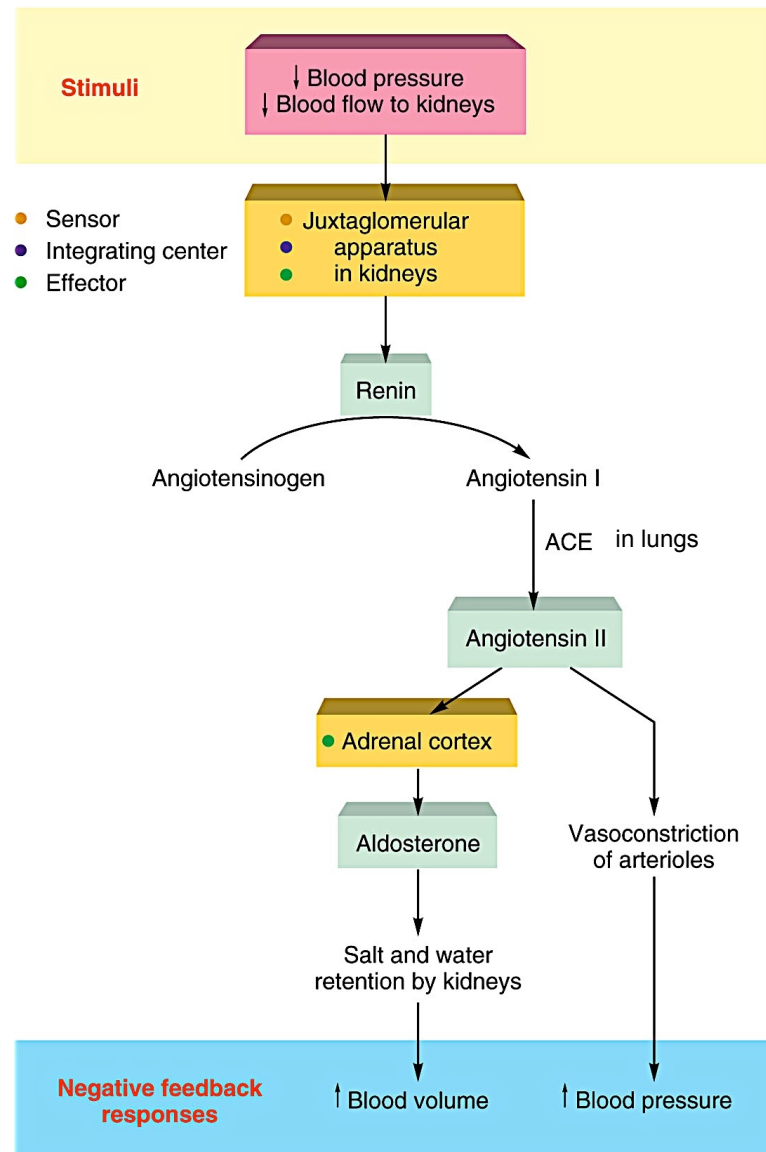 Stimuli
↓ Blood pressure
↓ Blood flow to kidneys
Sensor
Integrating center
Effector
Juxtaglomerular
apparatus
in kidneys
Renin
Angiotensinogen
Angiotensin I
ACE in lungs
Angiotensin II
Adrenal cortex
Aldosterone
Vasoconstriction
of arterioles
Salt and water
retention by kidneys
Negative feedback
responses
↑ Blood volume
↑ Blood pressure